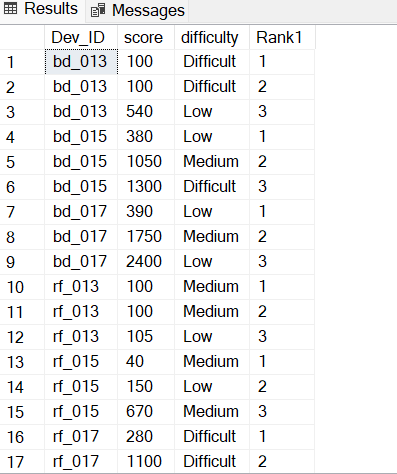 Results Messages
Dev_ID score difficulty Rank1
1 bd_013 100 Difficult 1
2 bd_013 100 Difficult 2
3 bd_013 540 Low 3
4 bd_015 380 Low 1
5 bd_015 1050 Medium 2
6 bd_015 1300 Difficult 3
7 bd_017 390 Low 1
8 bd_017 1750 Medium 2
9 bd_017 2400 Low 3
10 rf_013 100 Medium 1
11 rf_013 100 Medium 2
12 rf_013 105 Low 3
13 rf_015 40 Medium 1
14 rf_015 150 Low 2
15 rf_015 670 Medium 3
16 rf_017 280 Difficult 1
17 rf_017 1100 Difficult 2